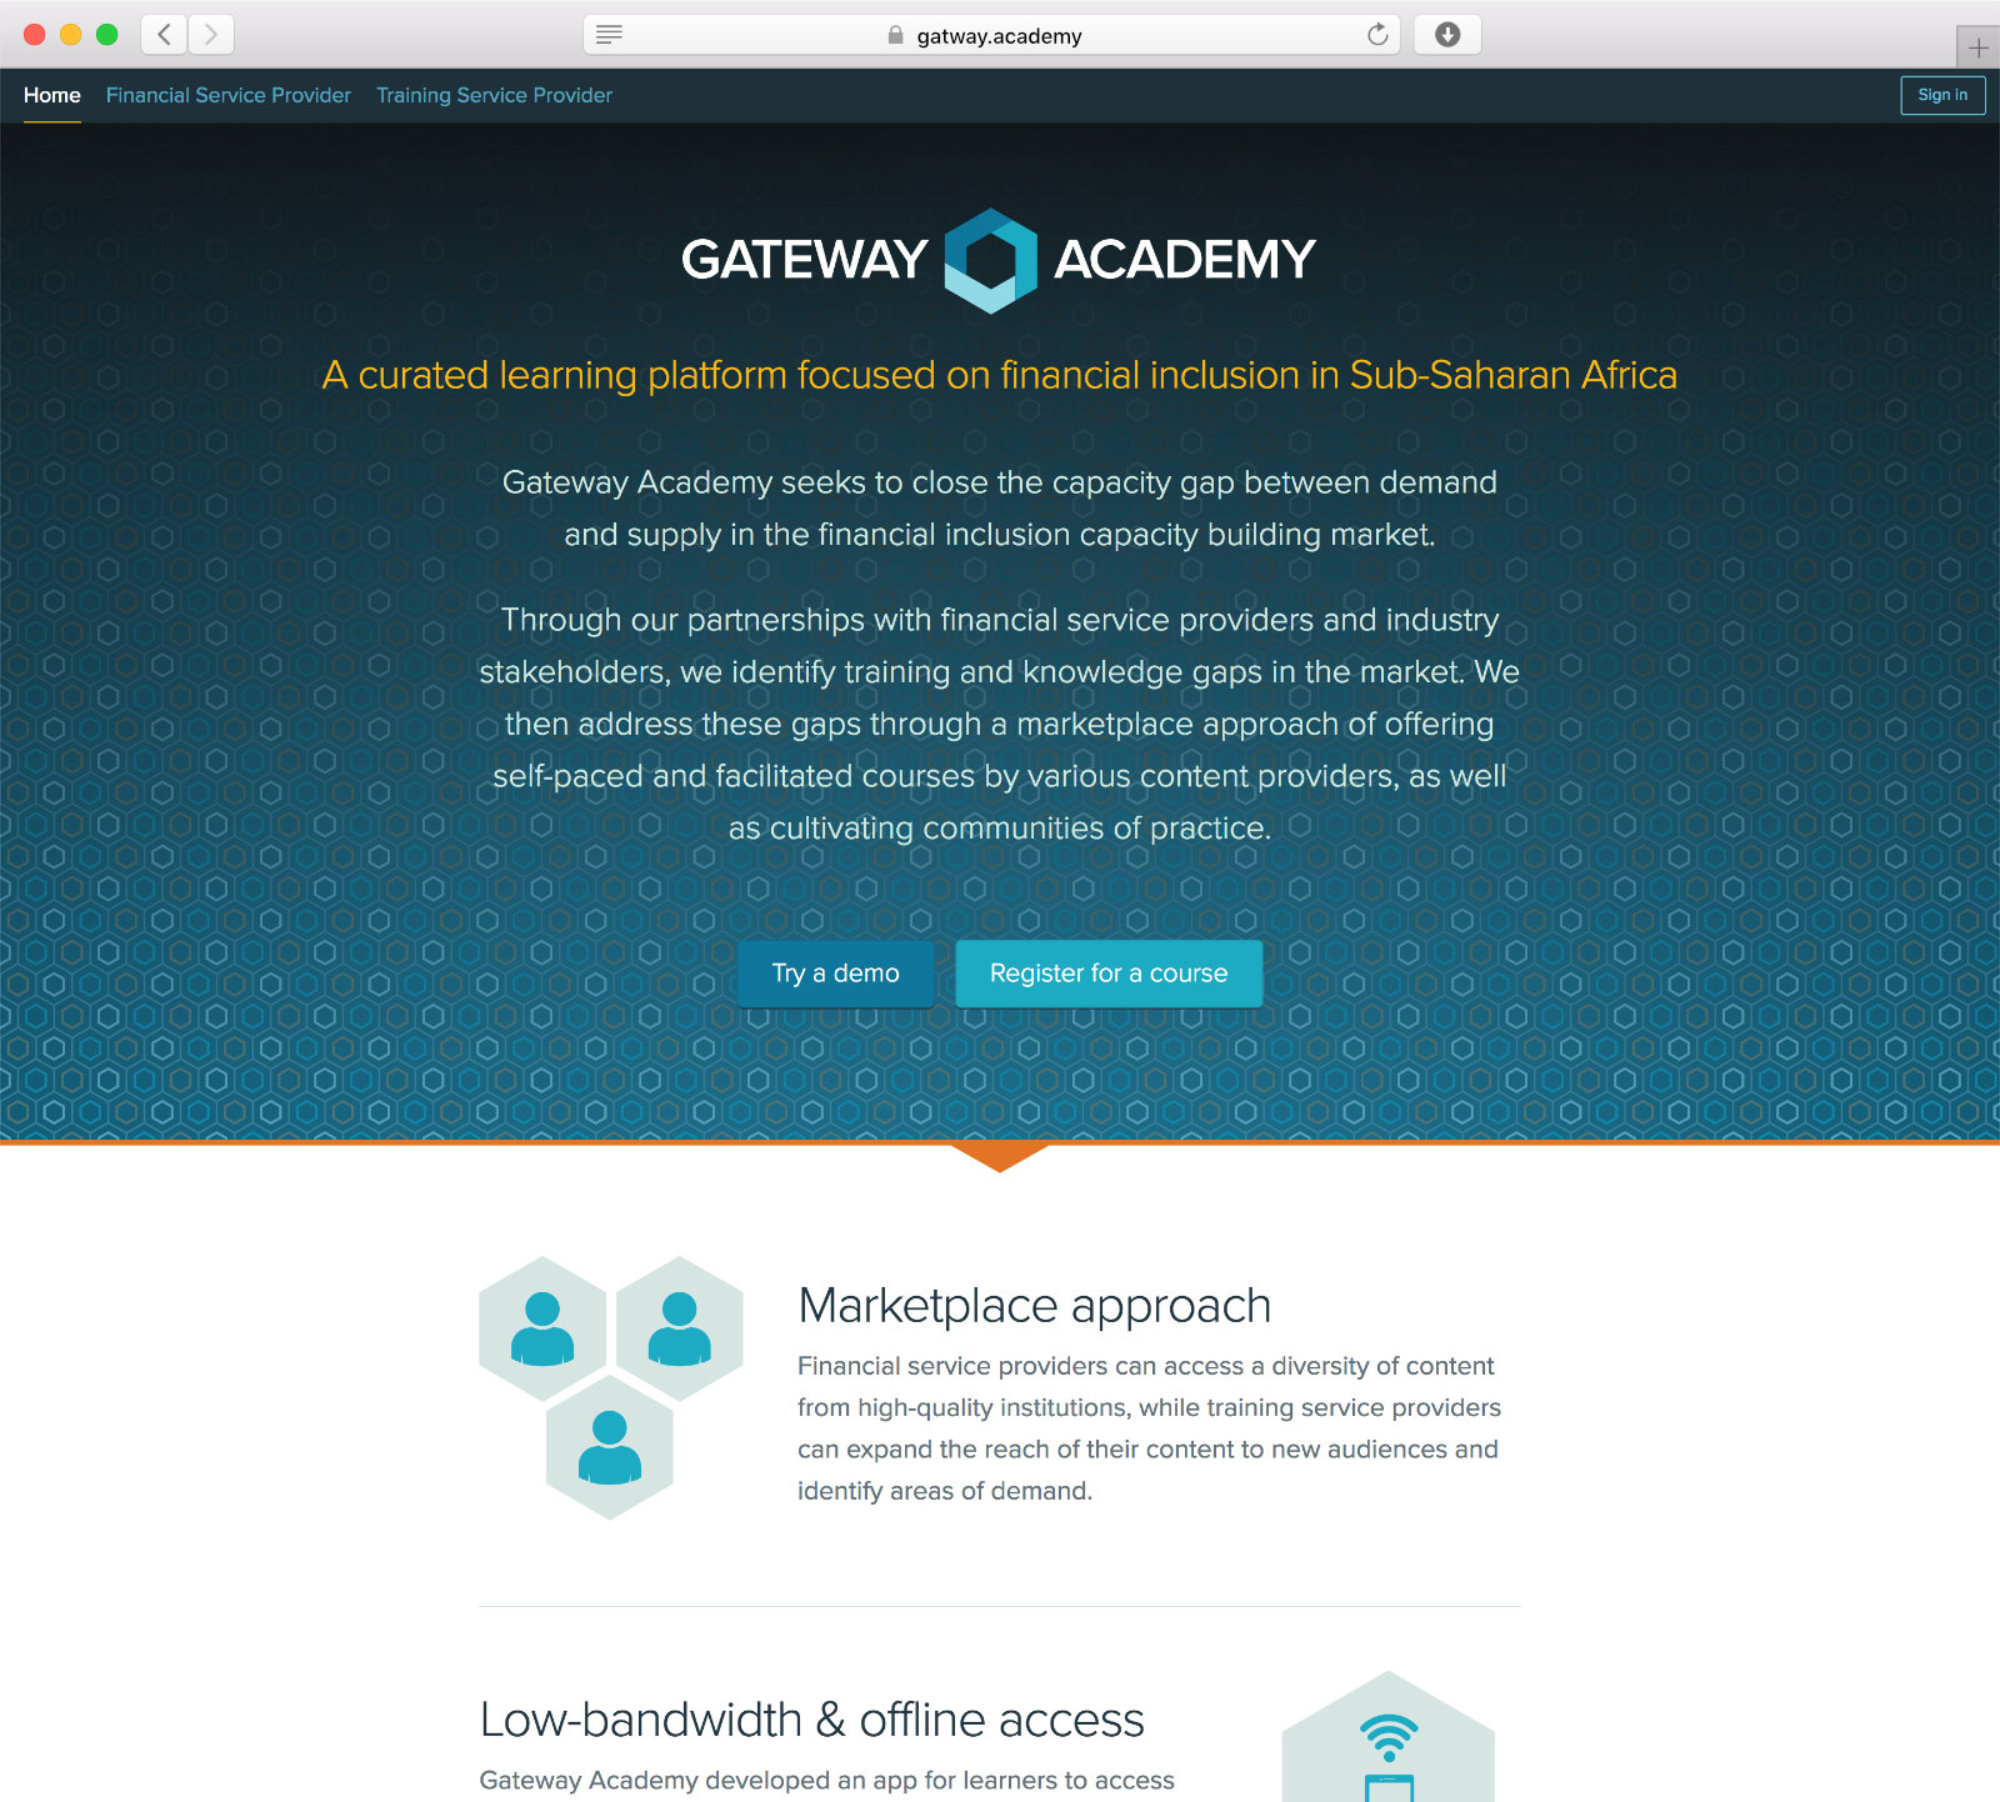 gatway.academy
Home Financial Service Provider Training Service Provider Sign in
GATEWAY ACADEMY
A curated learning platform focused on financial inclusion in Sub-Saharan Africa
Gateway Academy seeks to close the capacity gap between demand
and supply in the financial inclusion capacity building market.
Through our partnerships with financial service providers and industry
stakeholders, we identify training and knowledge gaps in the market. We
then address these gaps through a marketplace approach of offering
self-paced and facilitated courses by various content providers, as well
as cultivating communities of practice.
Try a demo Register for a course
Marketplace approach
Financial service providers can access a diversity of content
from high-quality institutions, while training service providers
can expand the reach of their content to new audiences and
identify areas of demand.
Low-bandwidth & offline access
Gateway Academy developed an app for learners to access